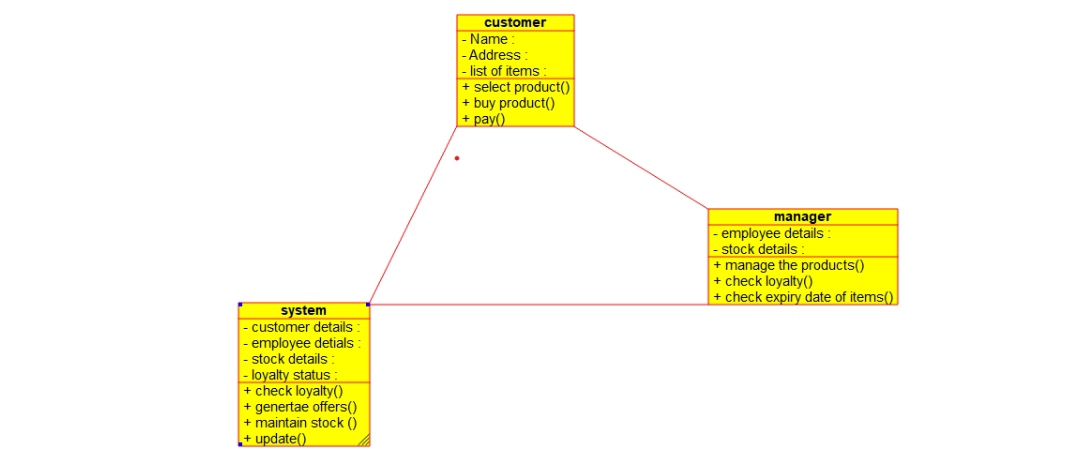 customer
- Name :
- Address :
- list of items :
+ select product()
+ buy product()
+ pay()
manager
- employee details :
- stock details :
+ manage the products()
+ check loyalty()
+ check expiry date of items()
system
- customer details :
- employee detials :
- stock details :
- loyalty status :
+ check loyalty()
+ genertae offers()
+ maintain stock ()
+ update()